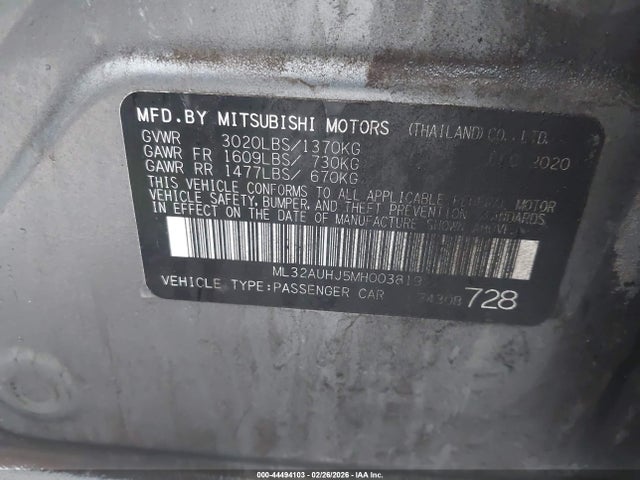 MFD.BY MITSUBISHI MOTORS (THAILAND) CO.,LTD.
GVWR 3020LBS/1370KG DEC 2020
GAWR FR 1609LBS/ 730KG
GAWR RR 1477LBS/ 670KG
THIS VEHICLE CONFORMS TO ALL APPLICABLE FEDERAL MOTOR
VEHICLE SAFETY, BUMPER, AND THEFT PREVENTION STANDARDS
IN EFFECT ON THE DATE OF MANUFACTURE SHOWN ABOVE.
ML32AUHJ5MH003819
VEHICLE TYPE:PASSENGER CAR 728
000-44494103 - 02/26/2026 - © IAA Inc.